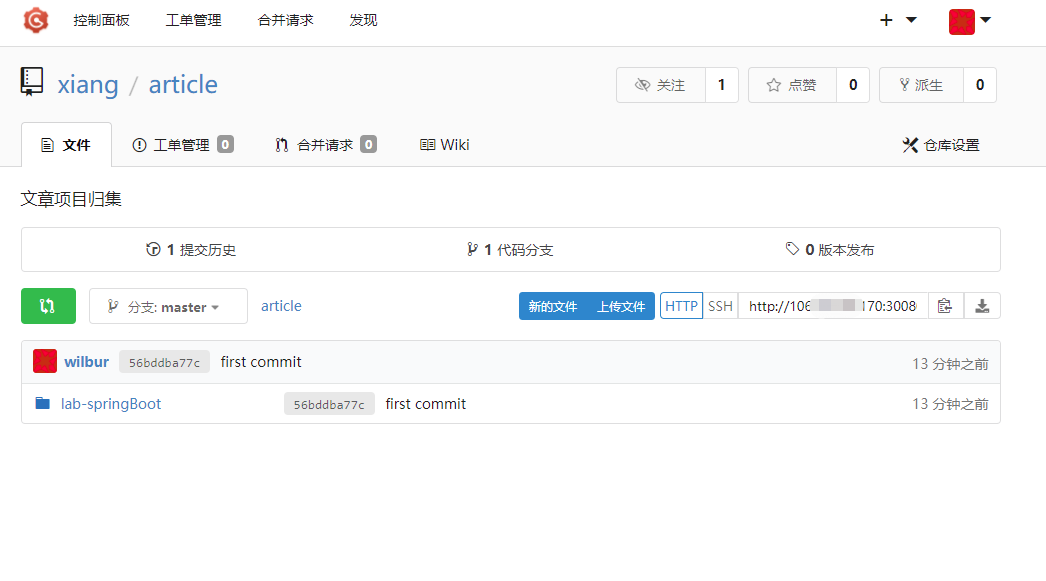 控制面板 工单管理 合并请求 发现
xiang / article
关注 1 点赞 0 派生 0
文件 工单管理 0 合并请求 0 Wiki 仓库设置
文章项目归集
1 提交历史 1 代码分支 0 版本发布
分支: master article 新的文件 上传文件 HTTP SSH http://106 170:3008
wilbur 56bddba77c first commit 13 分钟之前
lab-springBoot 56bddba77c first commit 13 分钟之前